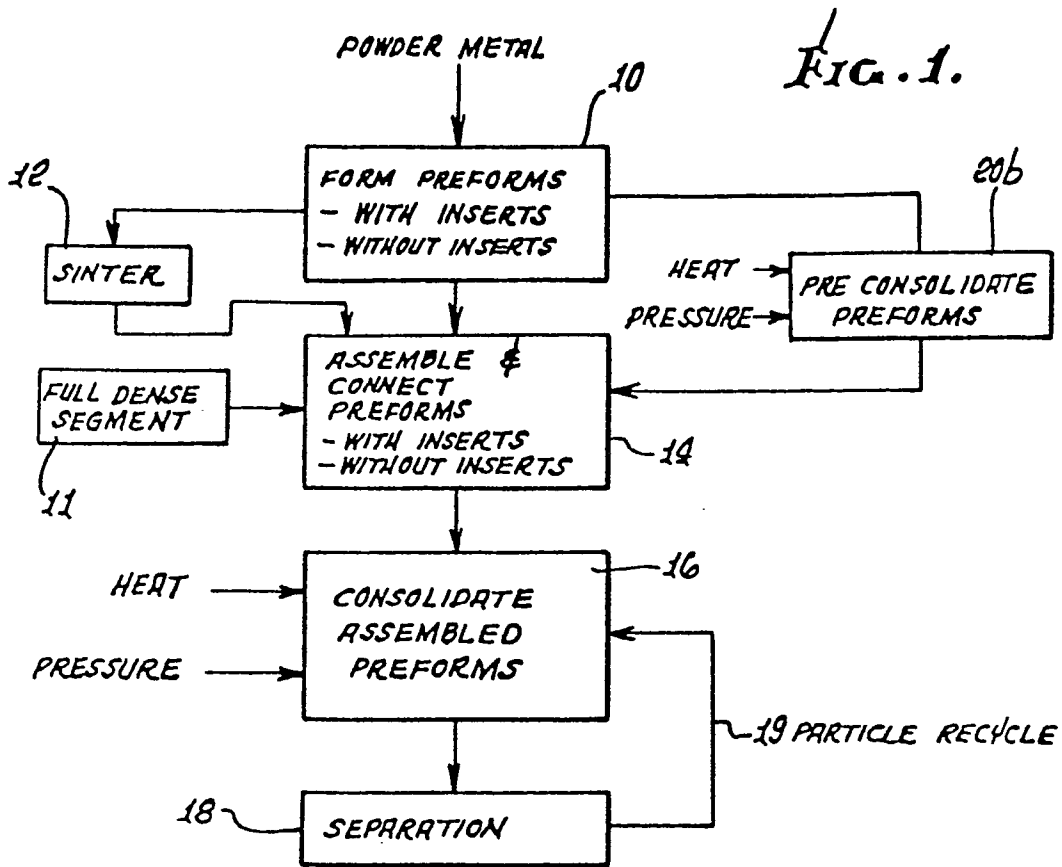 POWDER METAL
FIG. 1.
10
FORM PREFORMS
- WITH INSERTS
- WITHOUT INSERTS
12
SINTER
20b
HEAT
PRESSURE
PRE CONSOLIDATE
PREFORMS
FULL DENSE
SEGMENT
11
ASSEMBLE &
CONNECT
PREFORMS
- WITH INSERTS
- WITHOUT INSERTS
14
HEAT
PRESSURE
16
CONSOLIDATE
ASSEMBLED
PREFORMS
19 PARTICLE RECYCLE
18
SEPARATION